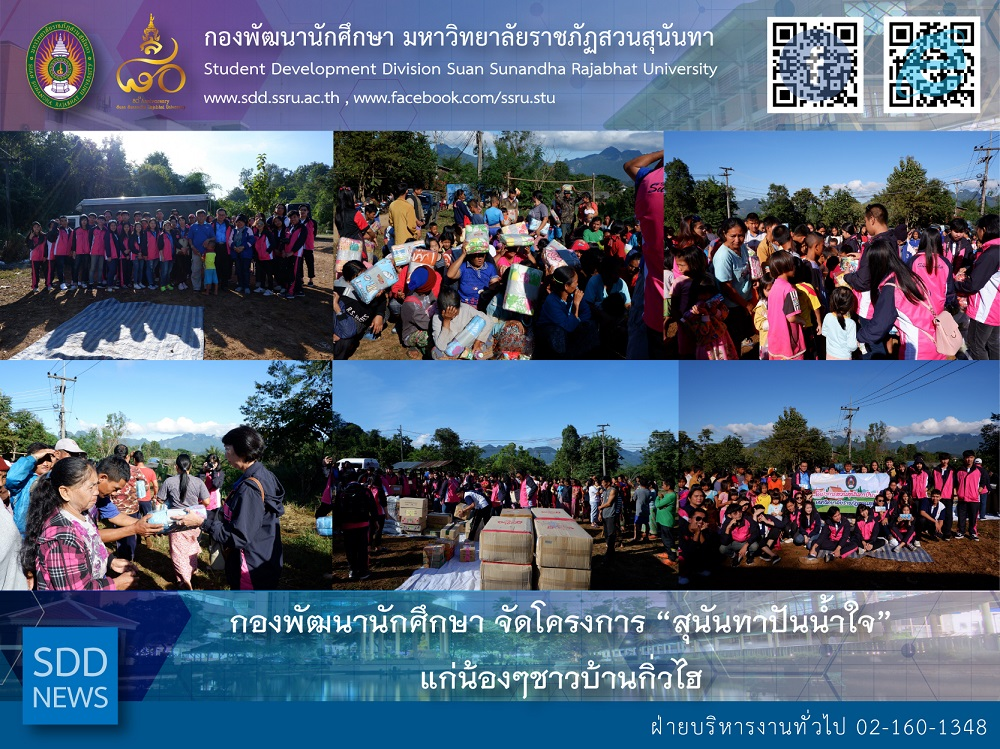 กองพัฒนานักศึกษา มหาวิทยาลัยราชภัฏสวนสุนันทา
Student Development Division Suan Sunandha Rajabhat University
www.sdd.ssru.ac.th , www.facebook.com/ssru.stu
กองพัฒนานักศึกษา จัดโครงการ “สุนันทาปันน้ำใจ”
แก่น้องๆชาวบ้านกิ่วไฮ
SDD
NEWS
ฝ่ายบริหารงานทั่วไป 02-160-1348